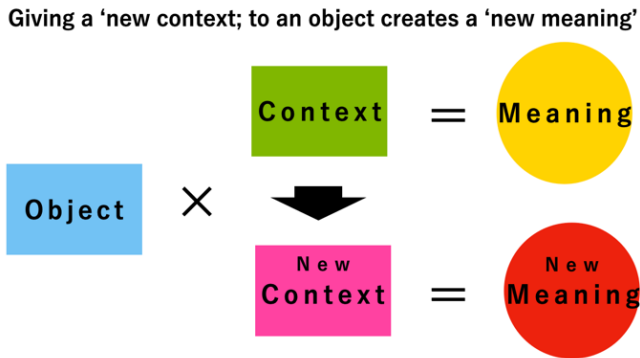 Giving a ‘new context; to an object creates a ‘new meaning’
Context = Meaning
Object ×
New
Context = New
Meaning